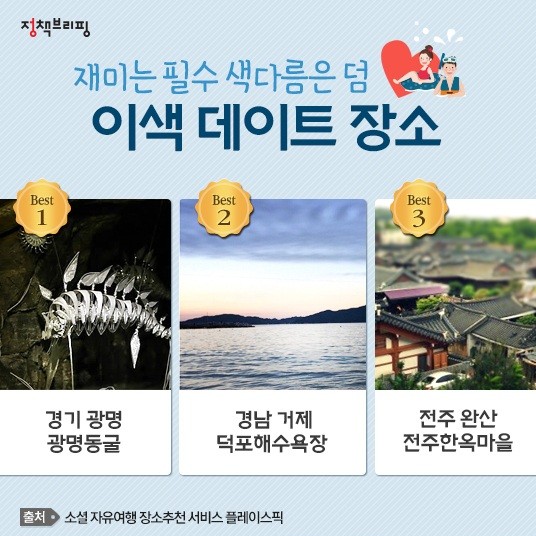 정책브리핑
재미는 필수 색다름은 덤
이색 데이트 장소
Best
1
Best
2
Best
3
경기 광명
광명동굴
경남 거제
덕포해수욕장
전주 완산
전주한옥마을
출처 소셜 자유여행 장소추천 서비스 플레이스픽